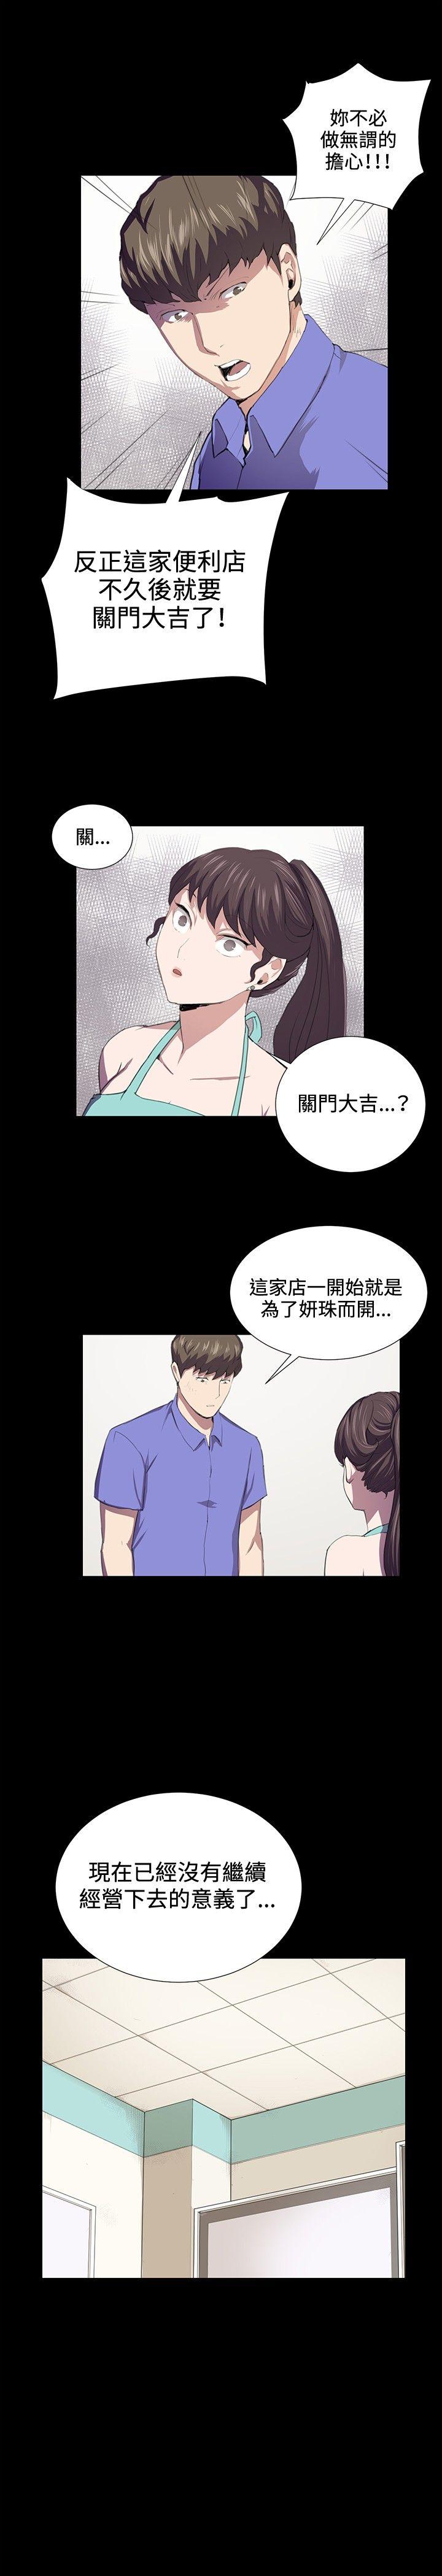 妳不必
做無謂的
擔心!!!
反正這家便利店
不久後就要
關門大吉了!
關...
關門大吉...?
這家店一開始就是
為了妍珠而開...
現在已經沒有繼續
經營下去的意義了...